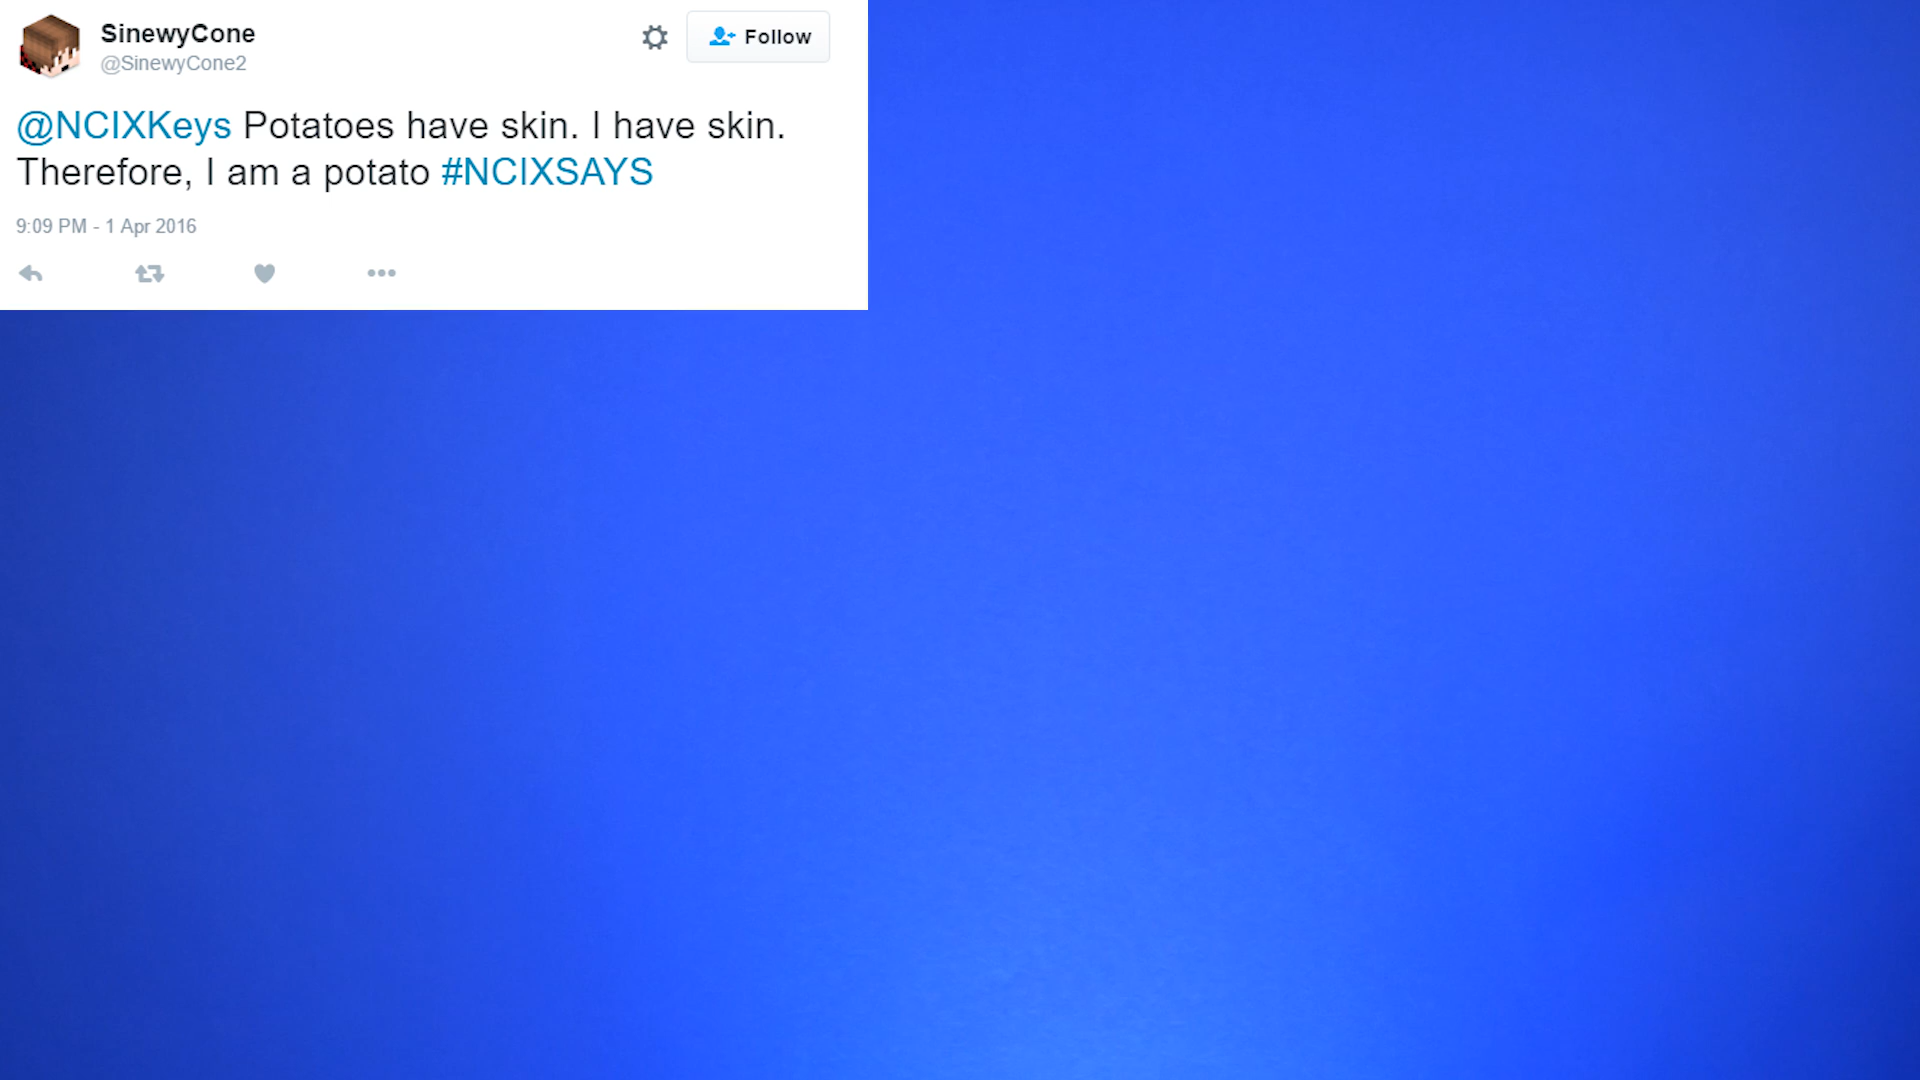 SinewyCone
@SinewyCone2
Follow
@NCIXKeys Potatoes have skin. I have skin.
Therefore, I am a potato #NCIXSAYS
9:09 PM - 1 Apr 2016